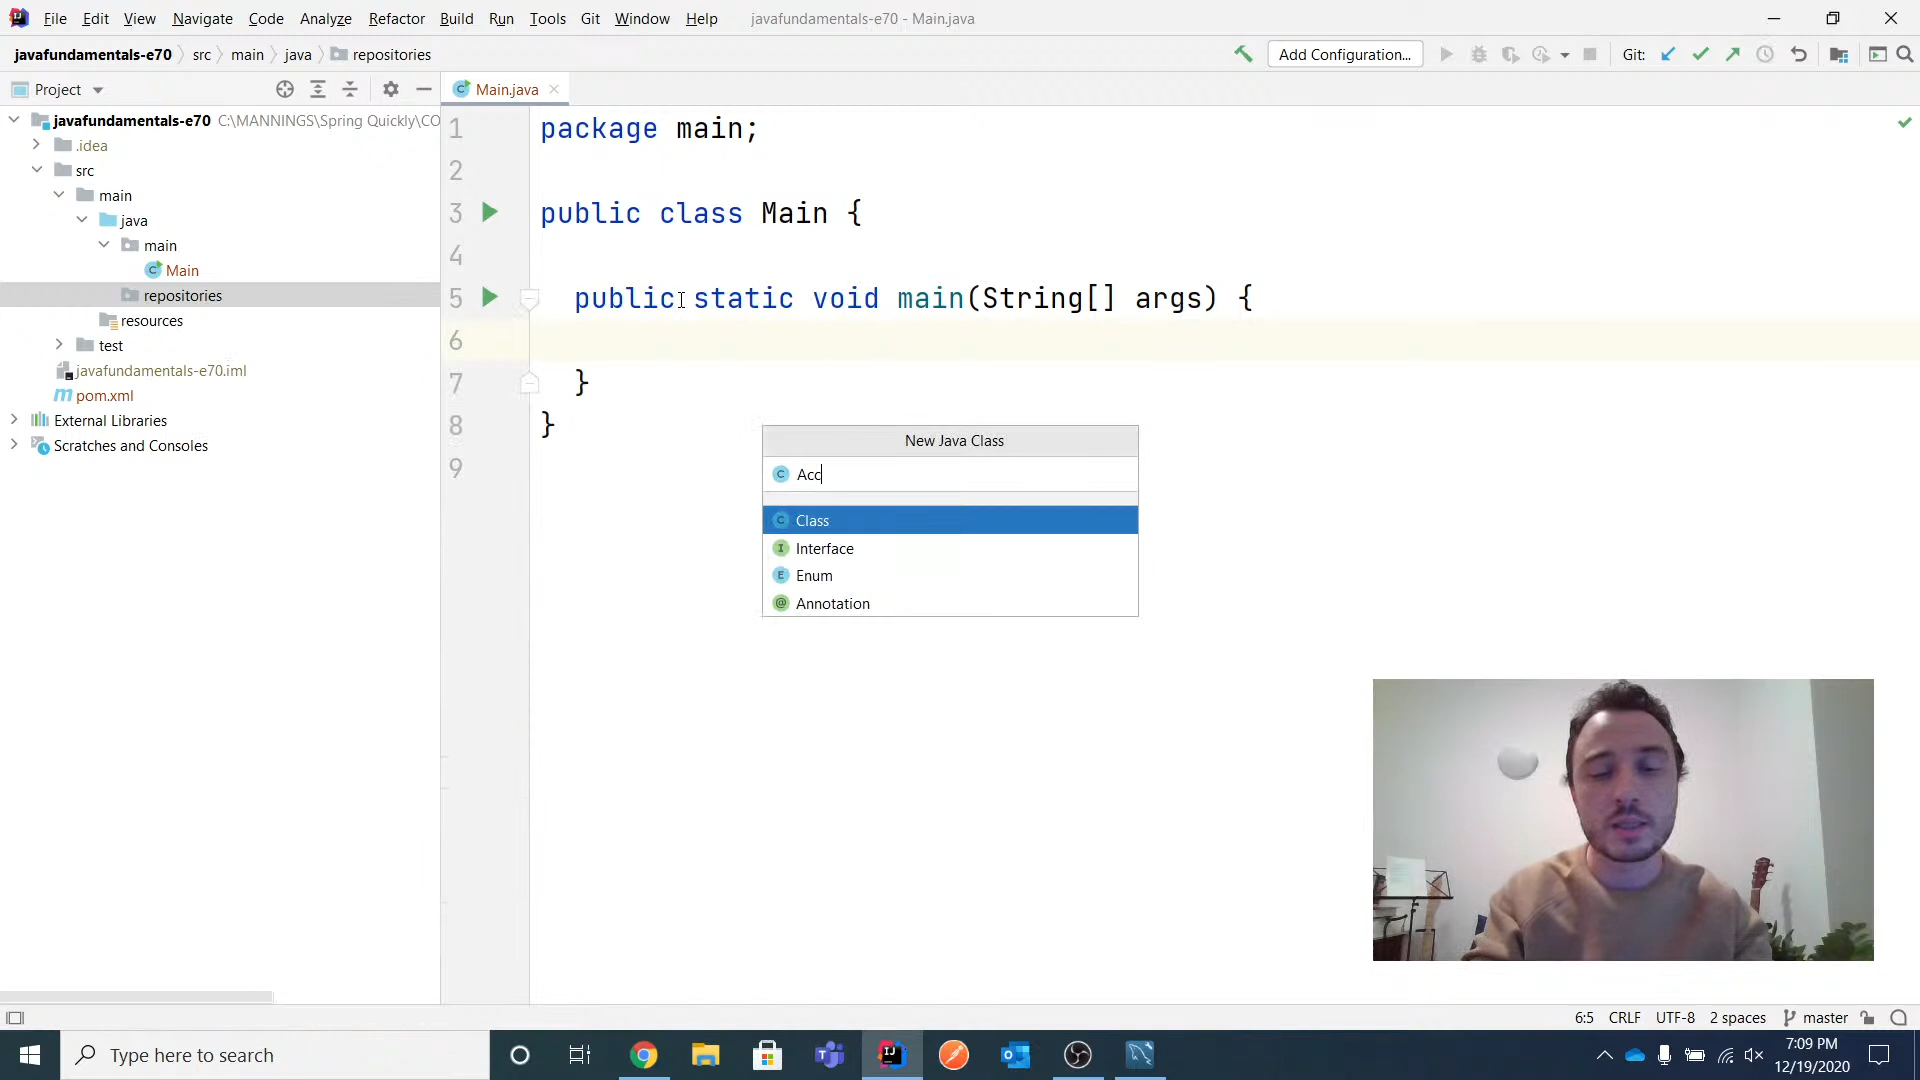 File Edit View Navigate Code Analyze Refactor Build Run Tools Git Window Help javafundamentals-e70 - Main.java
javafundamentals-e70 src main java repositories Add Configuration... Git:
Project Main.java
javafundamentals-e70 C:\MANNINGS\Spring Quickly\CO
.idea
src
main
java
main
Main
repositories
resources
test
javafundamentals-e70.iml
pom.xml
External Libraries
Scratches and Consoles
1 package main;
2
3 public class Main {
4
5 public static void main(String[] args) {
6
7 }
8 }
9
New Java Class
Acc
Class
Interface
Enum
Annotation
6:5 CRLF UTF-8 2 spaces master
Type here to search
7:09 PM
12/19/2020